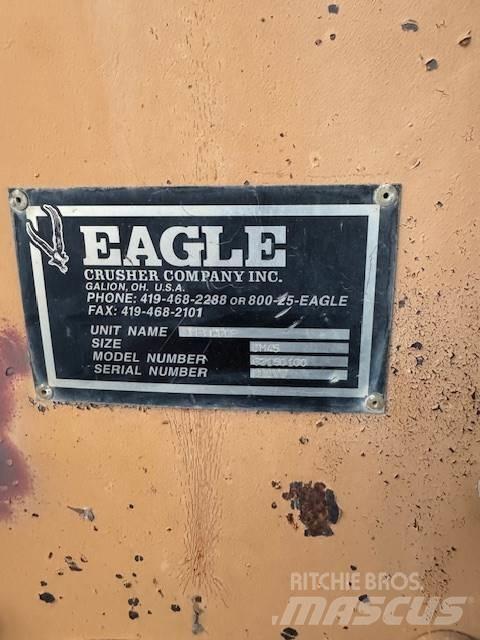 EAGLE
CRUSHER COMPANY INC.
GALION, OH. U.S.A.
PHONE: 419-468-2288 OR 800-25-EAGLE
FAX: 419-468-2101
UNIT NAME
SIZE
MODEL NUMBER
SERIAL NUMBER
RITCHIE BROS.
MASCUS